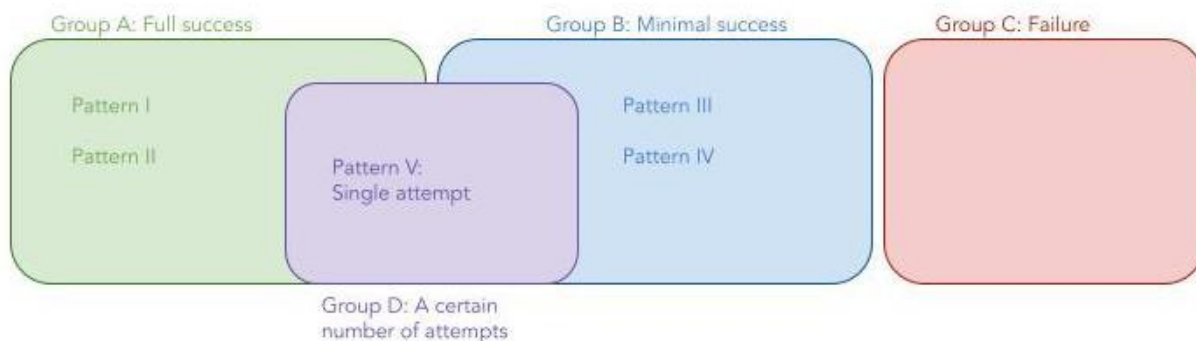 Group A: Full success
Group B: Minimal success
Group C: Failure
Pattern I
Pattern II
Pattern III
Pattern IV
Pattern V:
Single attempt
Group D: A certain
number of attempts